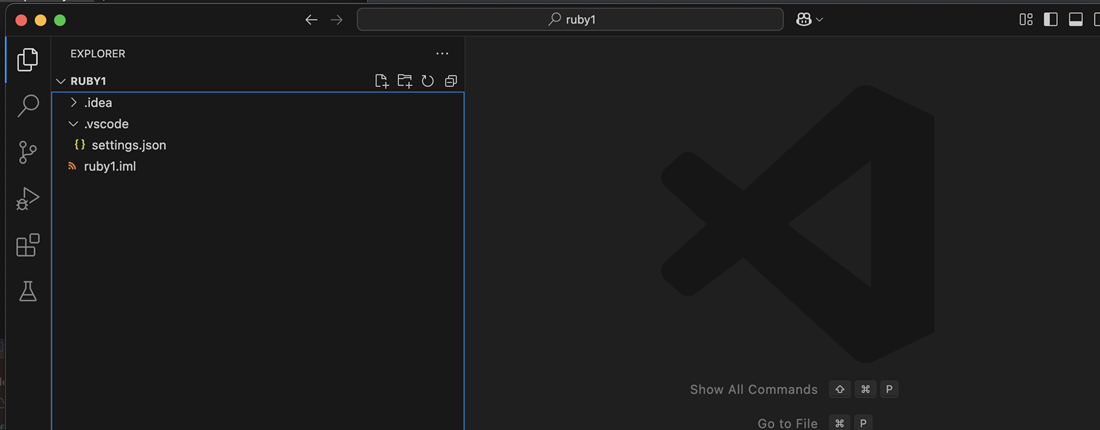 ruby1
EXPLORER
RUBY1
.idea
.vscode
{} settings.json
ruby1.iml
Show All Commands ⇧ ⌘ P
Go to File ⌘ P